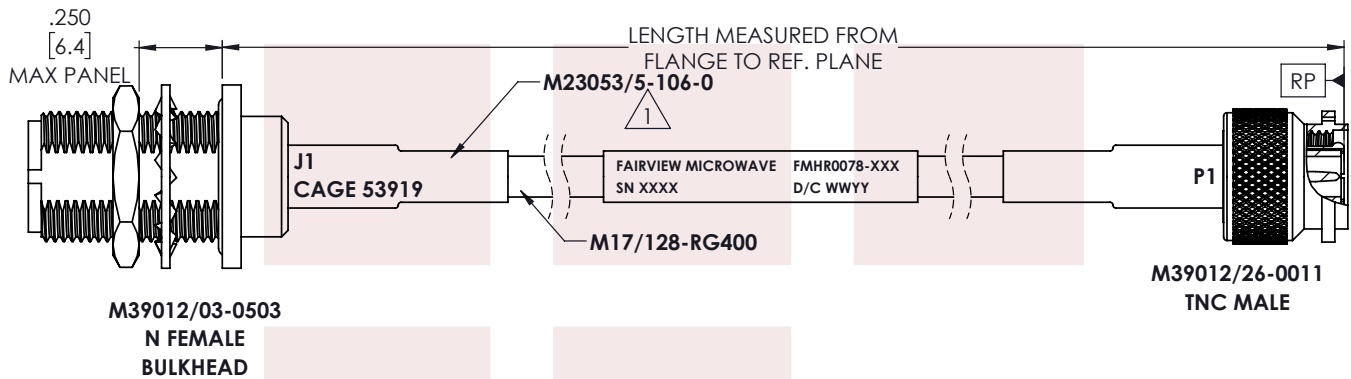 .250
[6.4]
MAX PANEL
LENGTH MEASURED FROM
FLANGE TO REF. PLANE
M23053/5-106-0
1
RP
J1
CAGE 53919
FAIRVIEW MICROWAVE FMHR0078-XXX
SN XXXX D/C WWYY
P1
M17/128-RG400
M39012/03-0503
N FEMALE
BULKHEAD
M39012/26-0011
TNC MALE